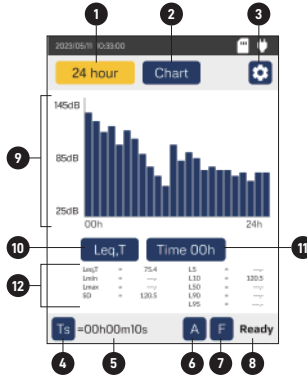 1 2 3
2023/05/11 00:33:00
24 hour Chart
145dB
9 85dB
25dB
00h 24h
10 Leq,T Time 00h 11
12
Leq,T = 75.4 L5 = ---.-
Lmin = ---.- L10 = 120.5
Lmax = ---.- L50 = ---.-
SD = 120.5 L90 = ---.-
L95 = ---.-
Ts =00h00m10s A F Ready
4 5 6 7 8